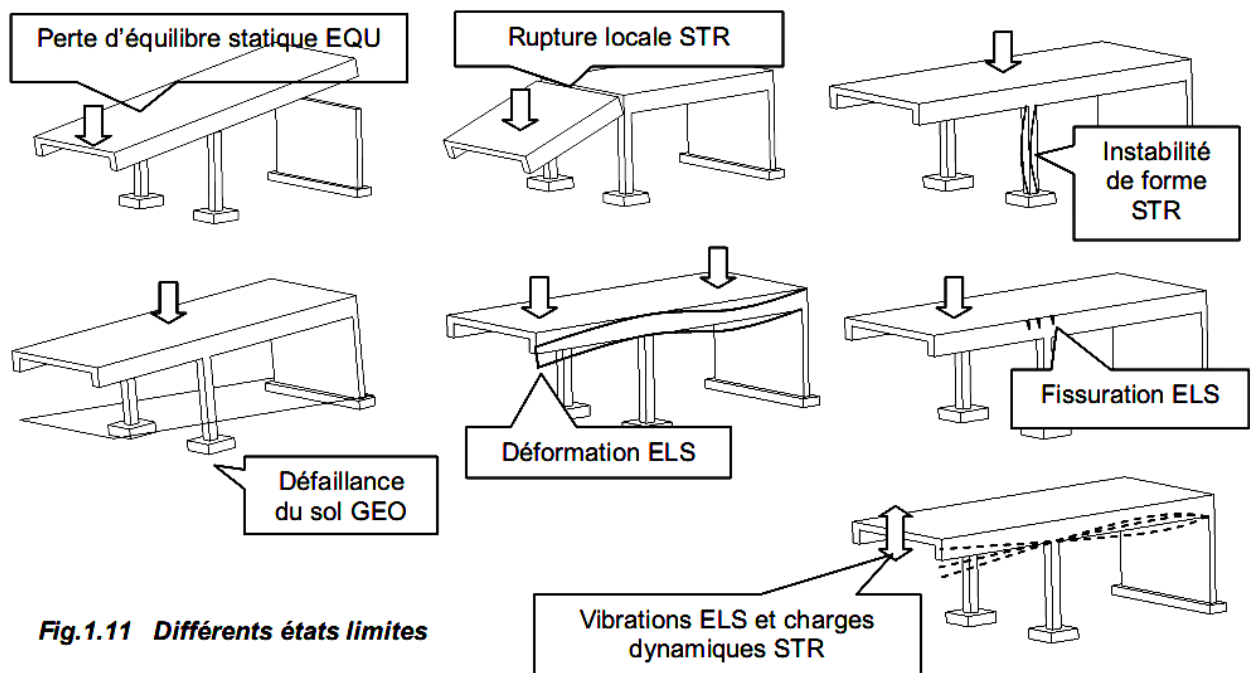 Perte d'équilibre statique EQU
Rupture locale STR
Instabilité
de forme
STR
Défaillance
du sol GEO
Déformation ELS
Fissuration ELS
Vibrations ELS et charges
dynamiques STR
Fig.1.11 Différents états limites